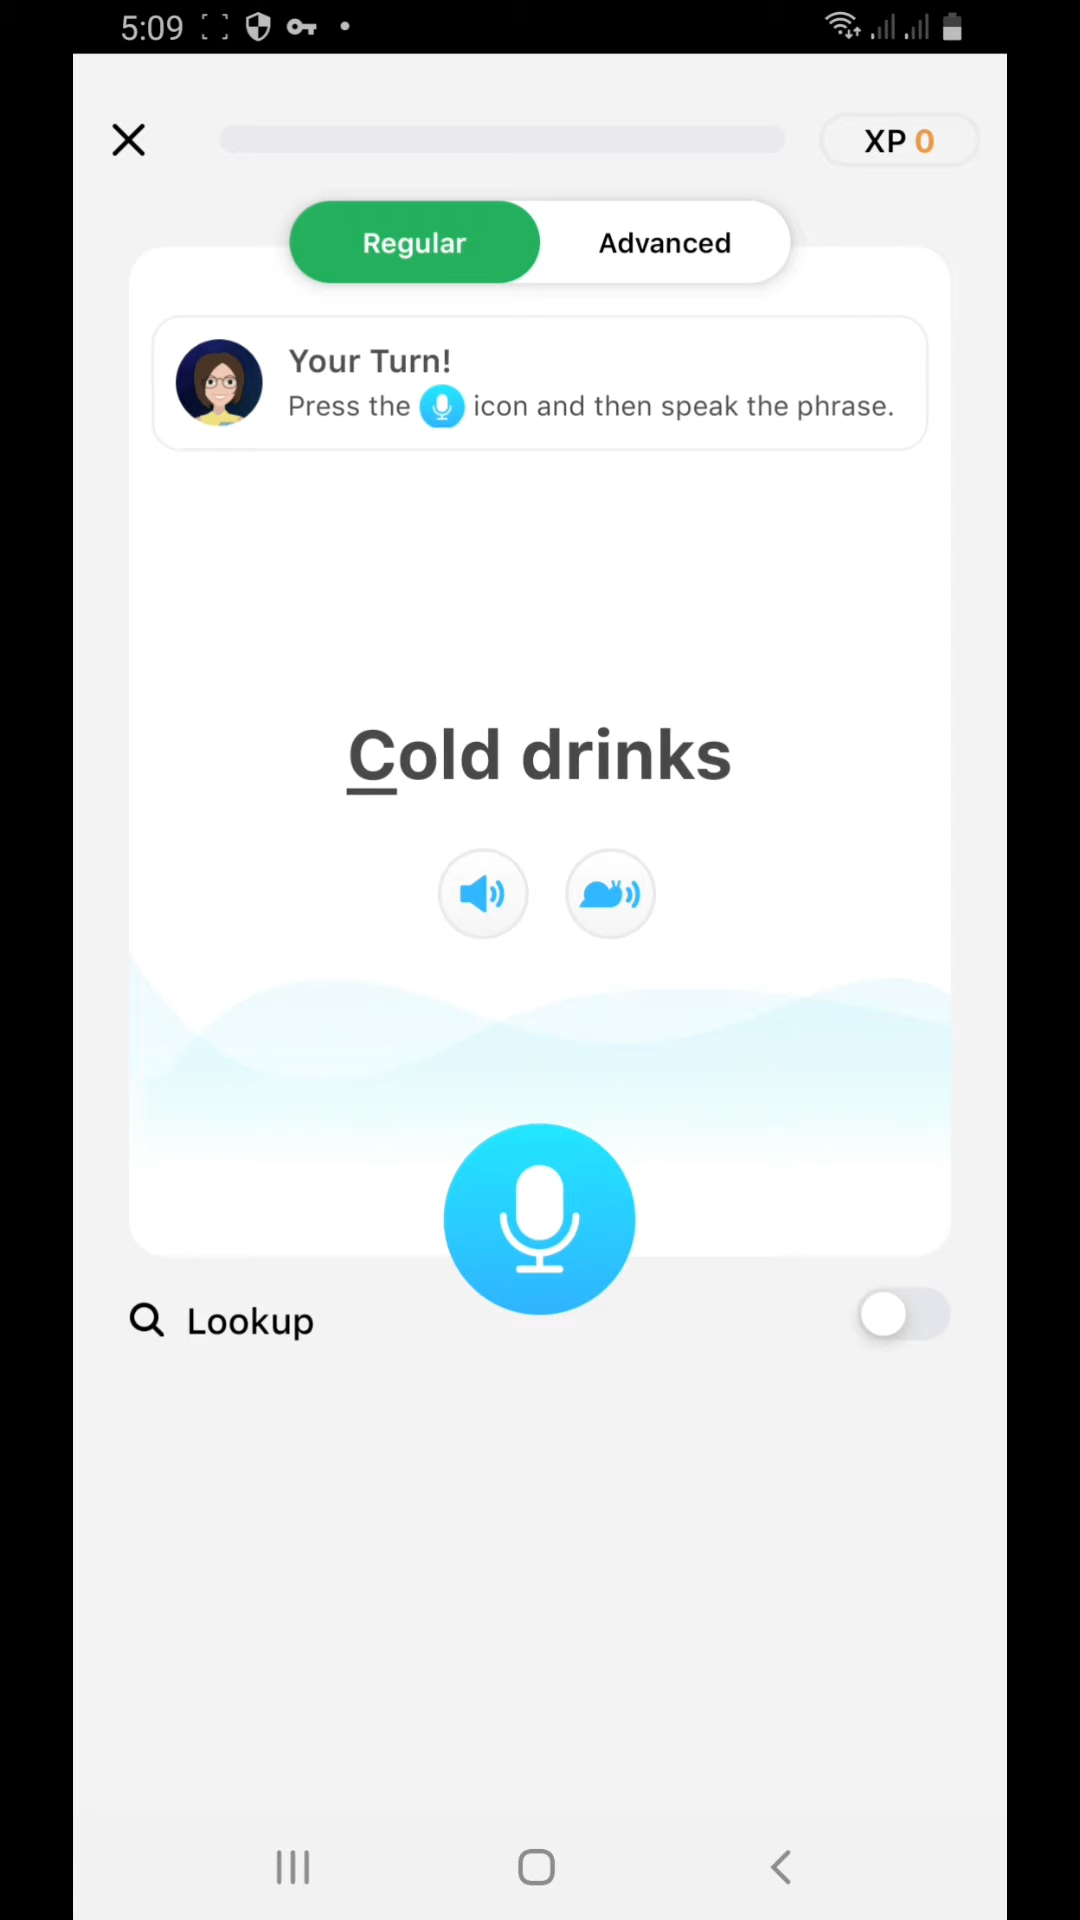 5:09
XP 0
Regular Advanced
Your Turn!
Press the icon and then speak the phrase.
Cold drinks
Lookup